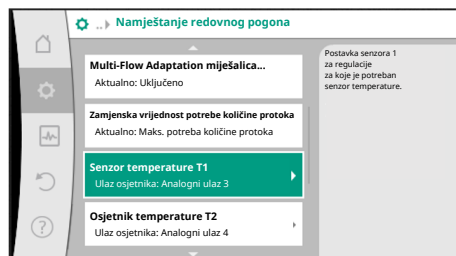 ..▸ Namještanje redovnog pogona
Multi-Flow Adaptation miješalica...
Aktualno: Uključeno
Zamjenska vrijednost potrebe količine protoka
Aktualno: Maks. potreba količine protoka
Senzor temperature T1
Ulaz osjetnika: Analogni ulaz 3
Osjetnik temperature T2
Ulaz osjetnika: Analogni ulaz 4
Postavka senzora 1
za regulacije
za koje je potreban
senzor temperature.